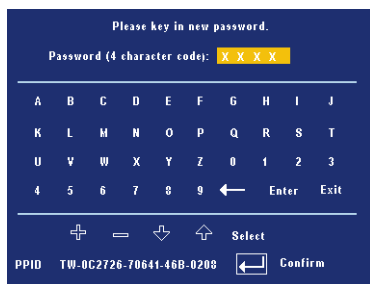 Please key in new password.
Password (4 character code): X X X X
A B C D E F G H I J
K L M N O P Q R S T
U V W X Y Z 0 1 2 3
4 5 6 7 8 9 ← Enter Exit
Select
PPID TW-0C2726-70641-46B-0208 Confirm